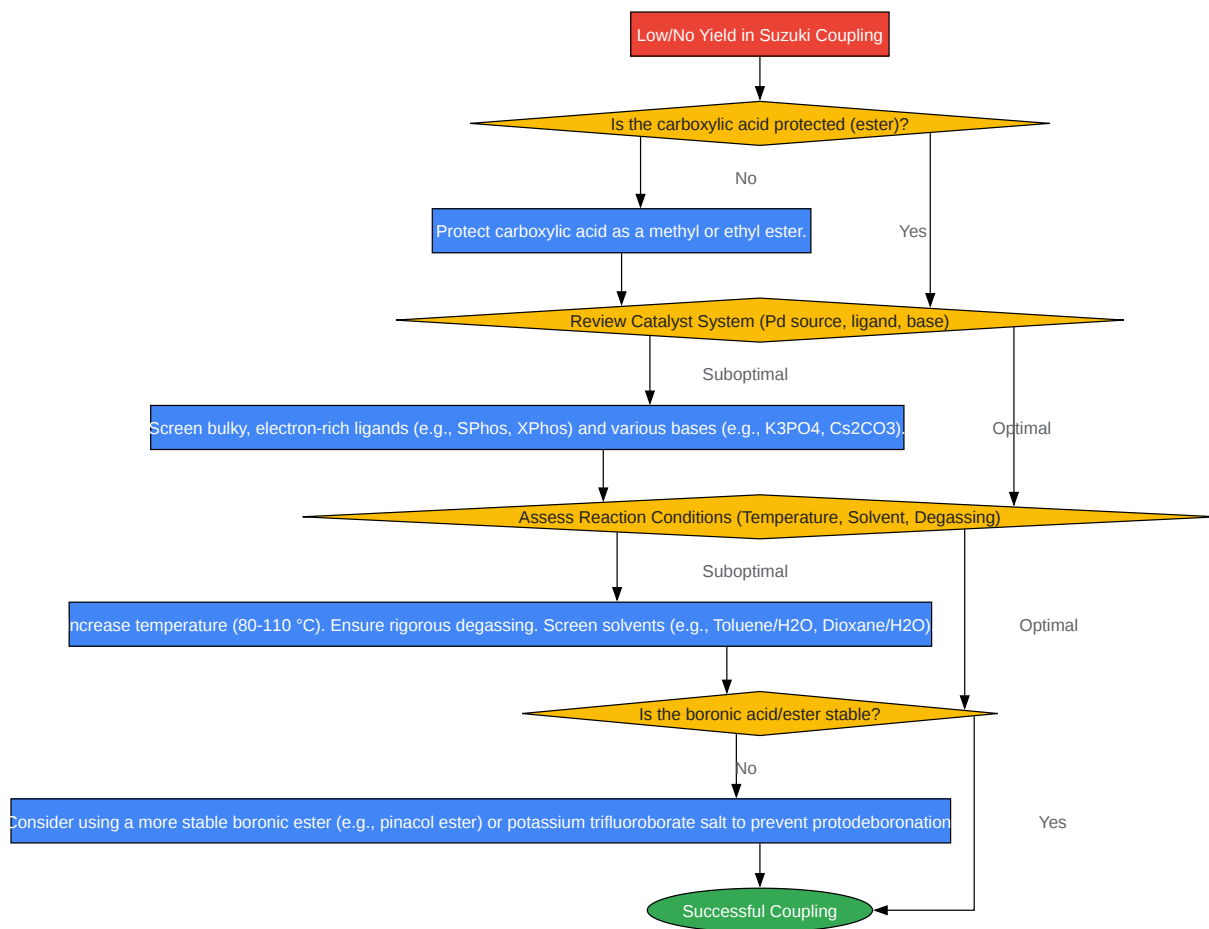 Low/No Yield in Suzuki Coupling
Is the carboxylic acid protected (ester)?
No
Protect carboxylic acid as a methyl or ethyl ester.
Yes
Review Catalyst System (Pd source, ligand, base)
Suboptimal
Screen bulky, electron-rich ligands (e.g., SPhos, XPhos) and various bases (e.g., K3PO4, Cs2CO3).
Optimal
Assess Reaction Conditions (Temperature, Solvent, Degassing)
Suboptimal
Increase temperature (80-110 °C). Ensure rigorous degassing. Screen solvents (e.g., Toluene/H2O, Dioxane/H2O)
Optimal
Is the boronic acid/ester stable?
No
Consider using a more stable boronic ester (e.g., pinacol ester) or potassium trifluoroborate salt to prevent protodeboronation
Yes
Successful Coupling